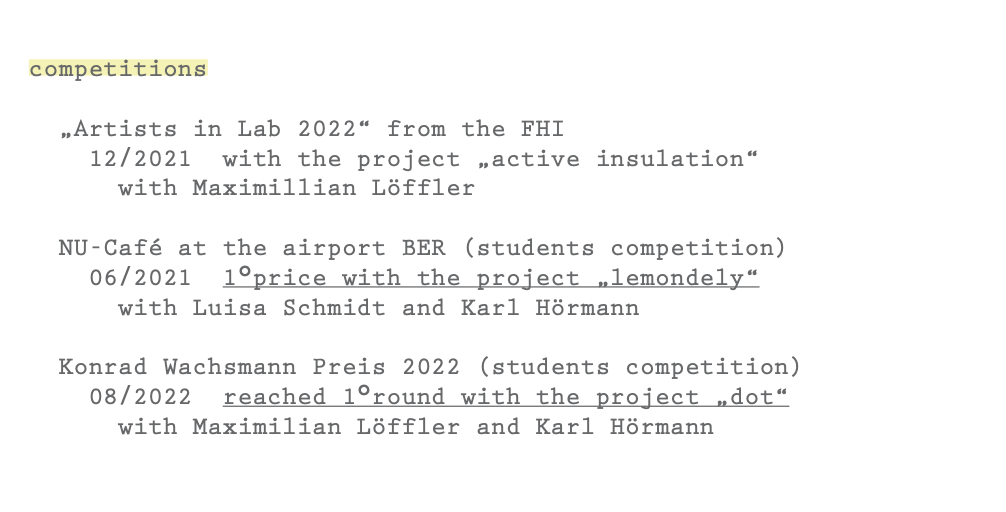 competitions
„Artists in Lab 2022“ from the FHI
12/2021 with the project „active insulation“
with Maximillian Löffler
NU-Café at the airport BER (students competition)
06/2021 1°price with the project „lemondely“
with Luisa Schmidt and Karl Hörmann
Konrad Wachsmann Preis 2022 (students competition)
08/2022 reached 1°round with the project „dot“
with Maximilian Löffler and Karl Hörmann